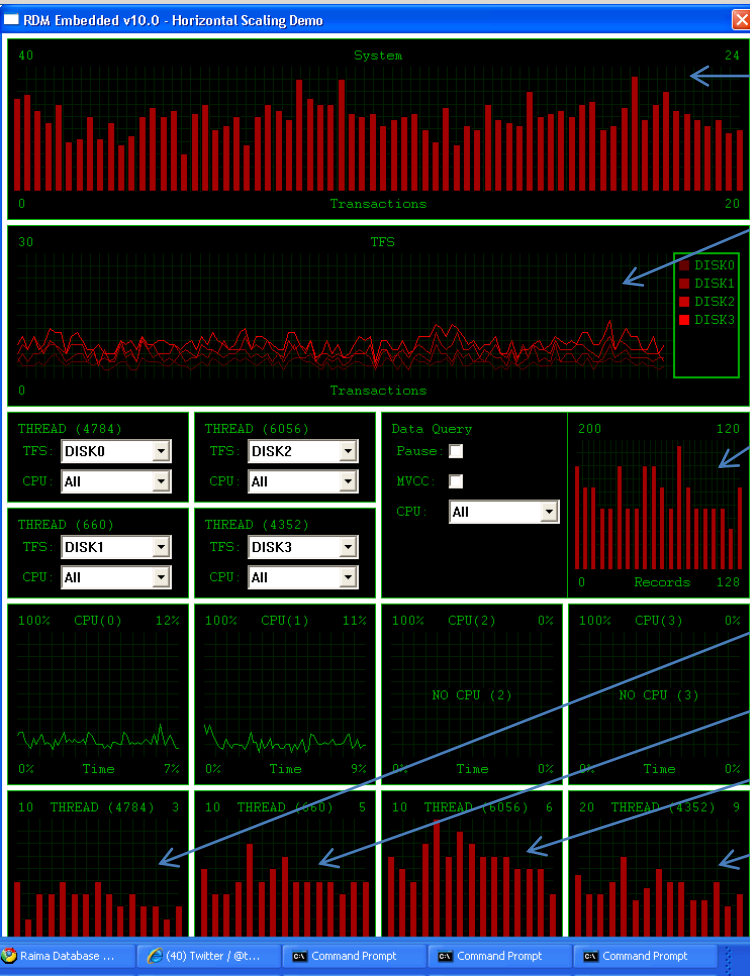 RDM Embedded v10.0 - Horizontal Scaling Demo
40 System 24
0 Transactions 20
30 TFS
DISK0
DISK1
DISK2
DISK3
0 Transactions
THREAD (4784)
TFS: DISK0
CPU: All
THREAD (6056)
TFS: DISK2
CPU: All
Data Query
Pause:
MVCC:
CPU: All
200 120
0 Records 128
THREAD (660)
TFS: DISK1
CPU: All
THREAD (4352)
TFS: DISK3
CPU: All
100% CPU(0) 12%
0% Time 7%
100% CPU(1) 11%
0% Time 9%
100% CPU(2) 0%
NO CPU (2)
0% Time 0%
100% CPU(3) 0%
NO CPU (3)
0% Time 0%
10 THREAD (4784) 3
10 THREAD (660) 5
10 THREAD (6056) 6
20 THREAD (4352) 9
Raima Database ...
(40) Twitter / @t...
Command Prompt
Command Prompt
Command Prompt